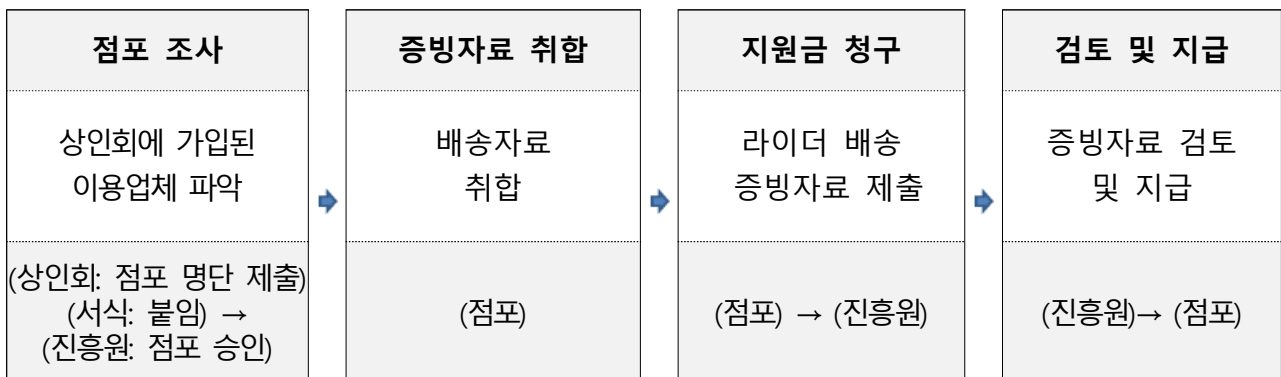 점포 조사
상인회에 가입된
이용업체 파악
(상인회: 점포 명단 제출)
(서식: 붙임) →
(진흥원: 점포 승인)
증빙자료 취합
배송자료
취합
(점포)
지원금 청구
라이더 배송
증빙자료 제출
(점포) → (진흥원)
검토 및 지급
증빙자료 검토
및 지급
(진흥원)→ (점포)